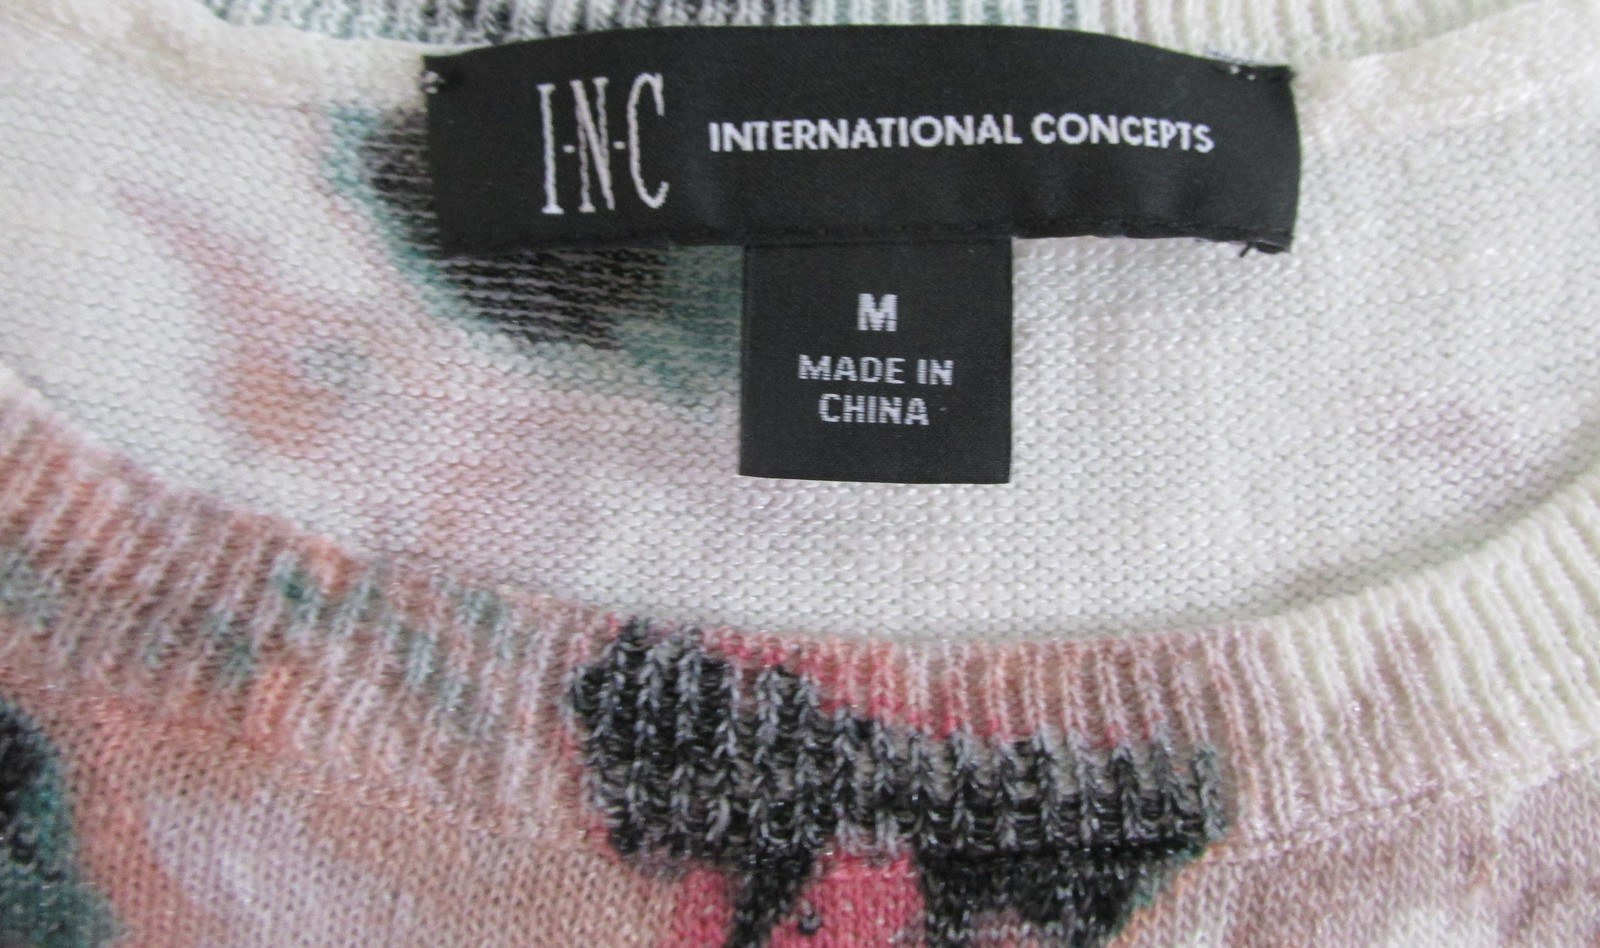 I-N-C INTERNATIONAL CONCEPTS
M
MADE IN
CHINA